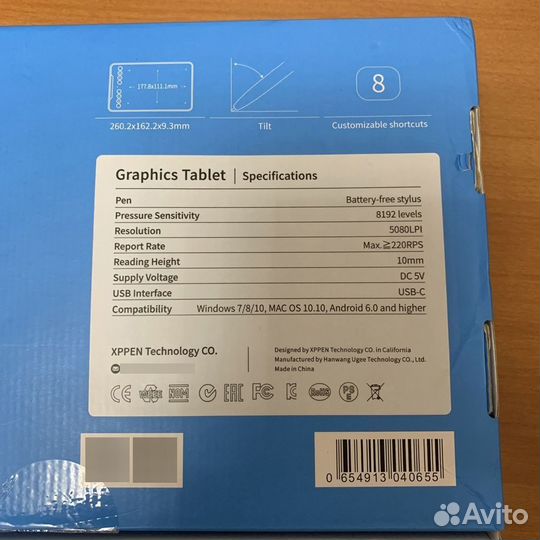 177.8x111.1mm
8
260.2x162.2x9.3mm
Tilt
Customizable shortcuts
Graphics Tablet | Specifications
Pen Battery-free stylus
Pressure Sensitivity 8192 levels
Resolution 5080LPI
Report Rate Max.≧220RPS
Reading Height 10mm
Supply Voltage DC 5V
USB Interface USB-C
Compatibility Windows 7/8/10, MAC OS 10.10, Android 6.0 and higher
XPPEN Technology CO.
Designed by XPPEN Technology CO. in California
Manufactured by Hanwang Ugee Technology CO., Ltd.
Made in China
CE NOM EAC FC RoHS PS E
0 654913 040655
Avito